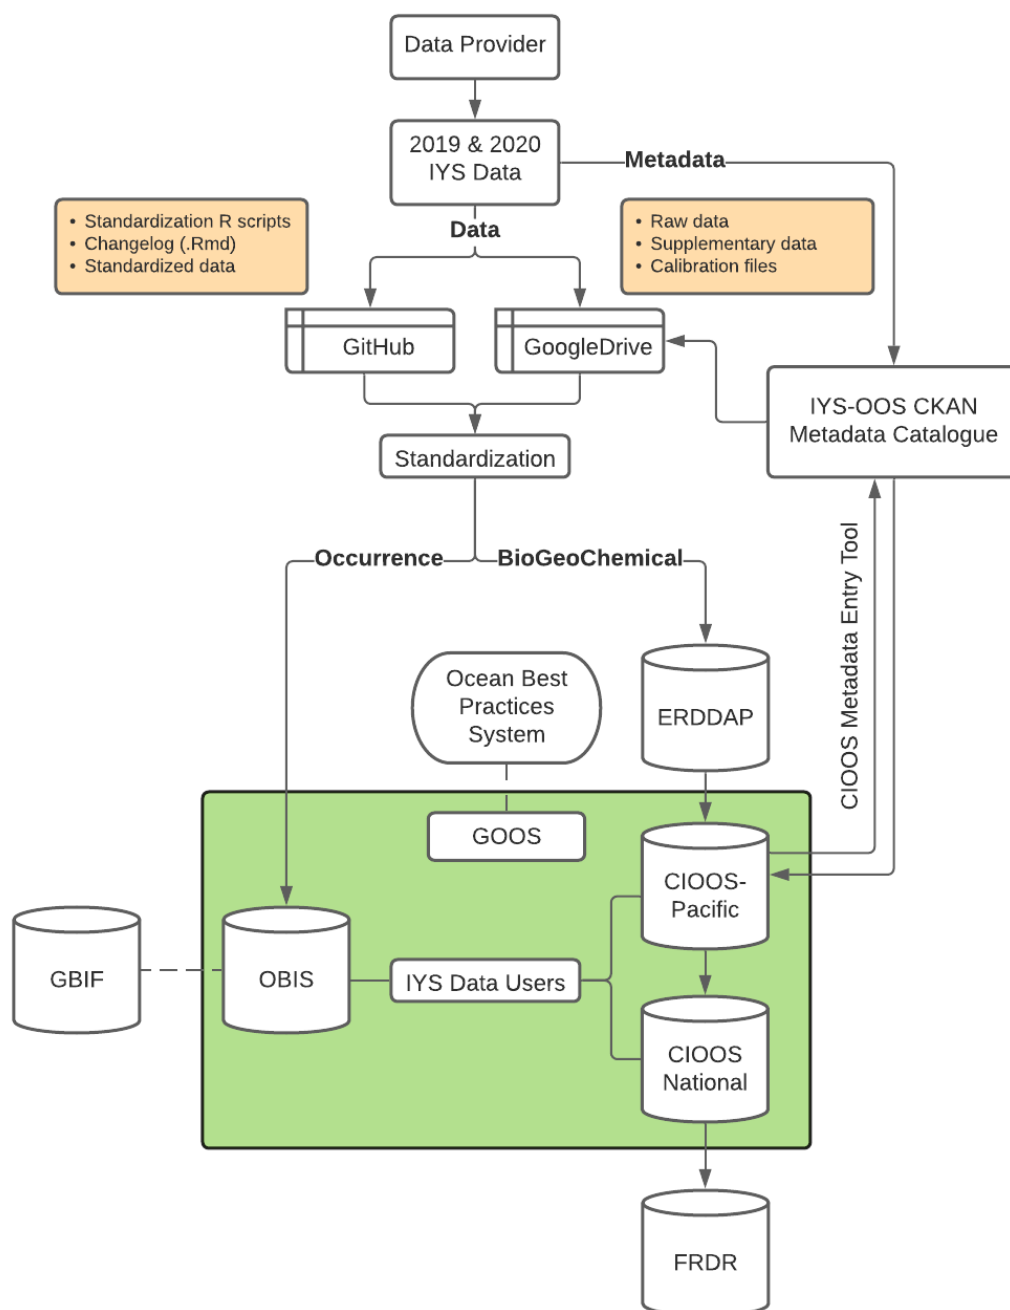 Data Provider
2019 & 2020
IYS Data
Metadata
• Standardization R scripts
• Changelog (.Rmd)
• Standardized data
Data
• Raw data
• Supplementary data
• Calibration files
GitHub
GoogleDrive
IYS-OOS CKAN
Metadata Catalogue
Standardization
Occurrence
BioGeoChemical
CIOOS Metadata Entry Tool
Ocean Best
Practices
System
ERDDAP
GOOS
CIOOS-
Pacific
GBIF
OBIS
IYS Data Users
CIOOS
National
FRDR